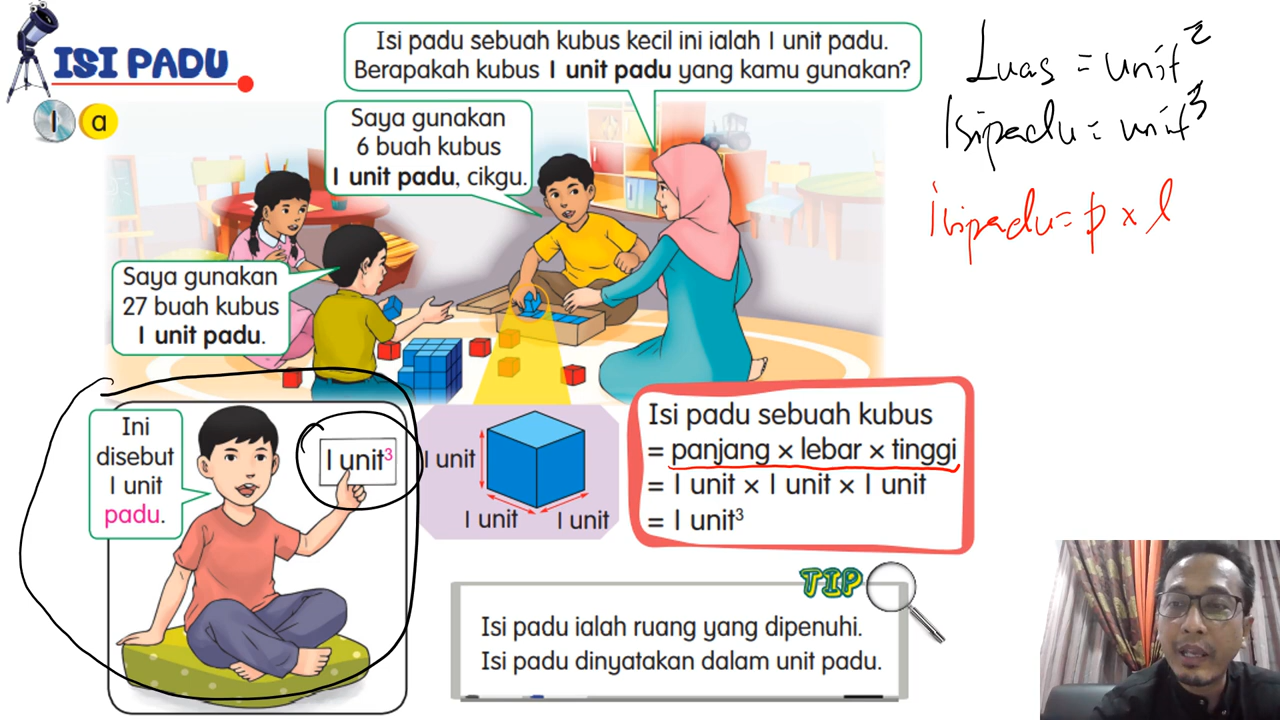 ISI PADU
1 a
Isi padu sebuah kubus kecil ini ialah 1 unit padu.
Berapakah kubus 1 unit padu yang kamu gunakan?
Saya gunakan
6 buah kubus
1 unit padu, cikgu.
Saya gunakan
27 buah kubus
1 unit padu.
Luas = unit²
Isipadu = unit³
Isipadu = p x l
Ini
disebut
1 unit
padu.
1 unit³
1 unit
1 unit
1 unit
Isi padu sebuah kubus
= panjang × lebar × tinggi
= 1 unit × 1 unit × 1 unit
= 1 unit³
TIP
Isi padu ialah ruang yang dipenuhi.
Isi padu dinyatakan dalam unit padu.